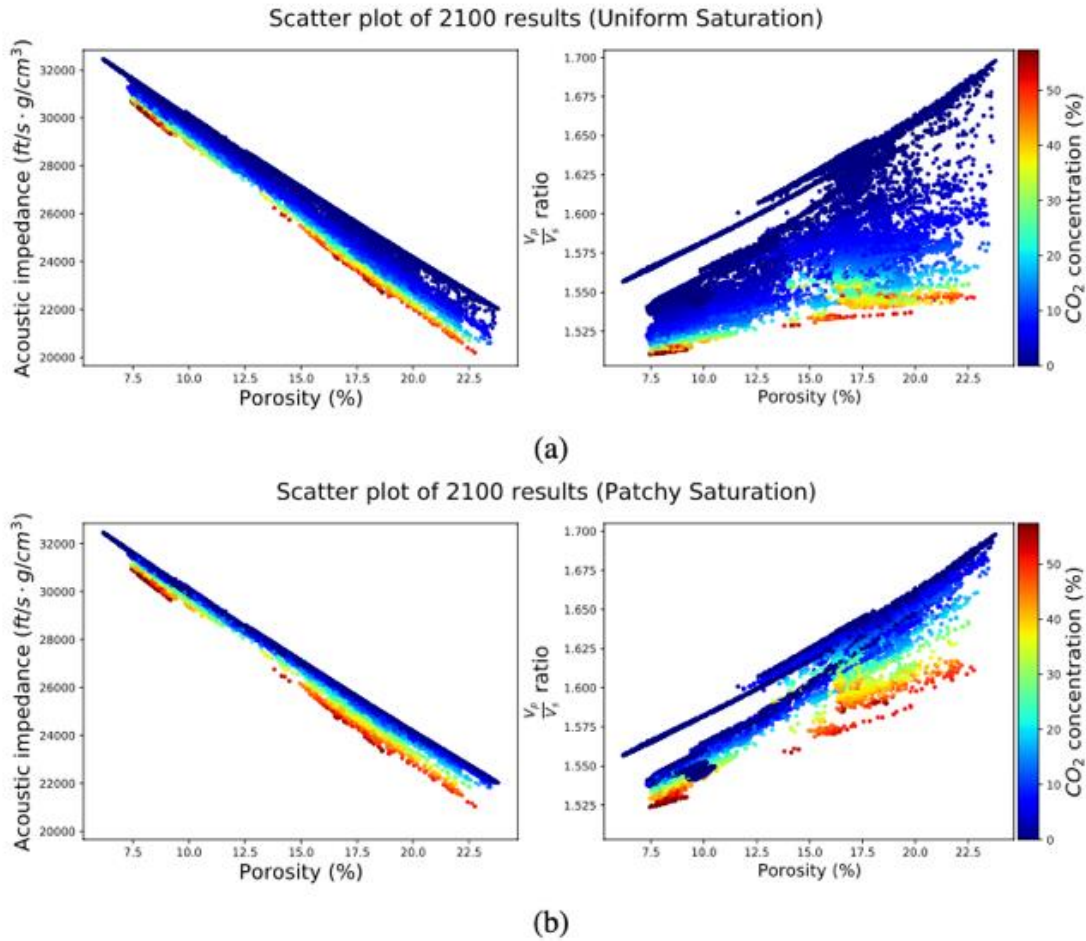 Scatter plot of 2100 results (Uniform Saturation)
Acoustic impedance (ft/s · g/cm³)
32000
30000
28000
26000
24000
22000
20000
7.5 10.0 12.5 15.0 17.5 20.0 22.5
Porosity (%)
Vp/Vs ratio
1.700
1.675
1.650
1.625
1.600
1.575
1.550
1.525
7.5 10.0 12.5 15.0 17.5 20.0 22.5
Porosity (%)
50
40
30
20
10
0
CO₂ concentration (%)
(a)
Scatter plot of 2100 results (Patchy Saturation)
Acoustic impedance (ft/s · g/cm³)
32000
30000
28000
26000
24000
22000
20000
7.5 10.0 12.5 15.0 17.5 20.0 22.5
Porosity (%)
Vp/Vs ratio
1.700
1.675
1.650
1.625
1.600
1.575
1.550
1.525
7.5 10.0 12.5 15.0 17.5 20.0 22.5
Porosity (%)
50
40
30
20
10
0
CO₂ concentration (%)
(b)